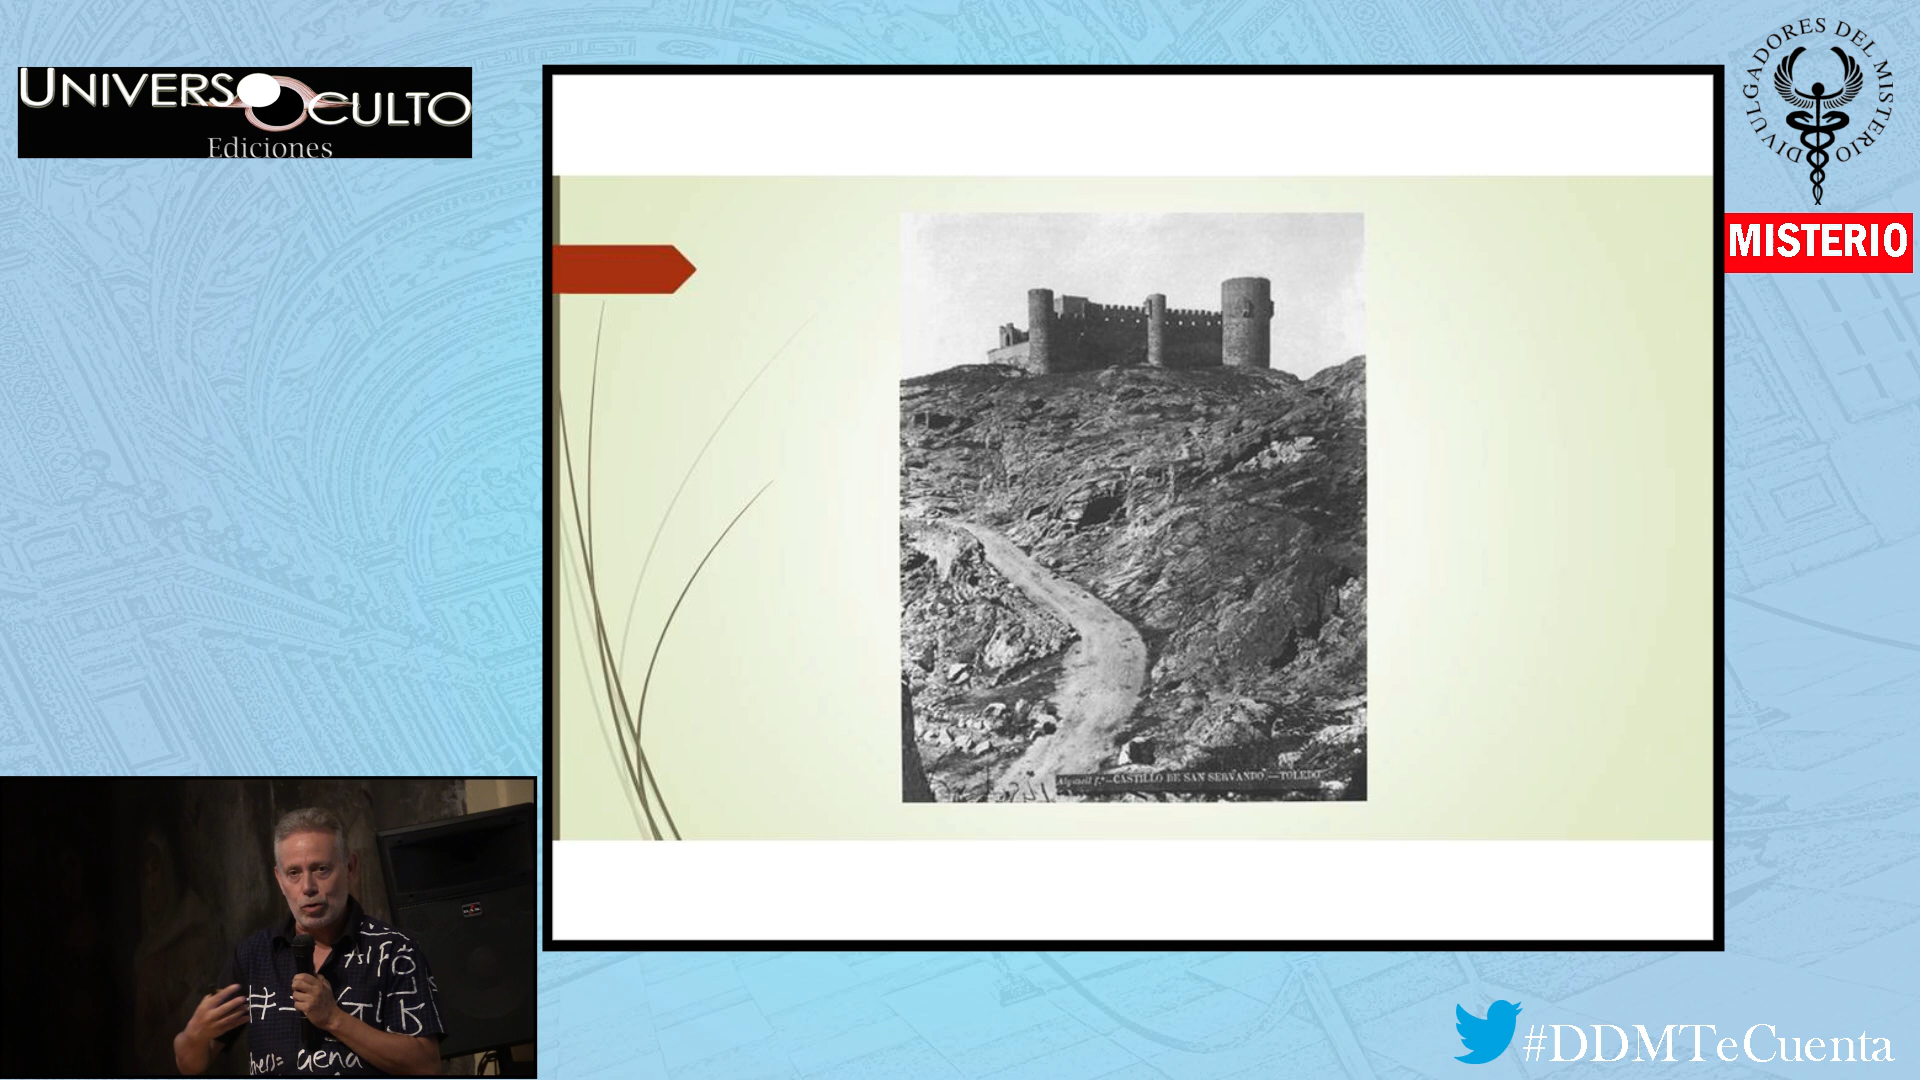 UNIVERSO OCULTO
Ediciones
DIVULGADORES DEL MISTERIO
MISTERIO
CASTILLO DE SAN SERVANDO.—TOLEDO
#DDMTeCuenta